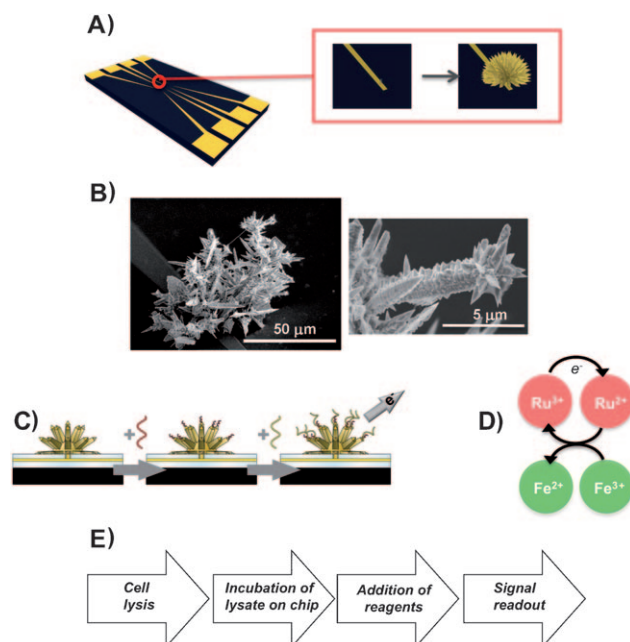 A)
B)
50 μm
5 μm
C)
+
+
e-
D)
e-
Ru3+
Ru2+
Fe2+
Fe3+
E)
Cell
lysis
Incubation of
lysate on chip
Addition of
reagents
Signal
readout